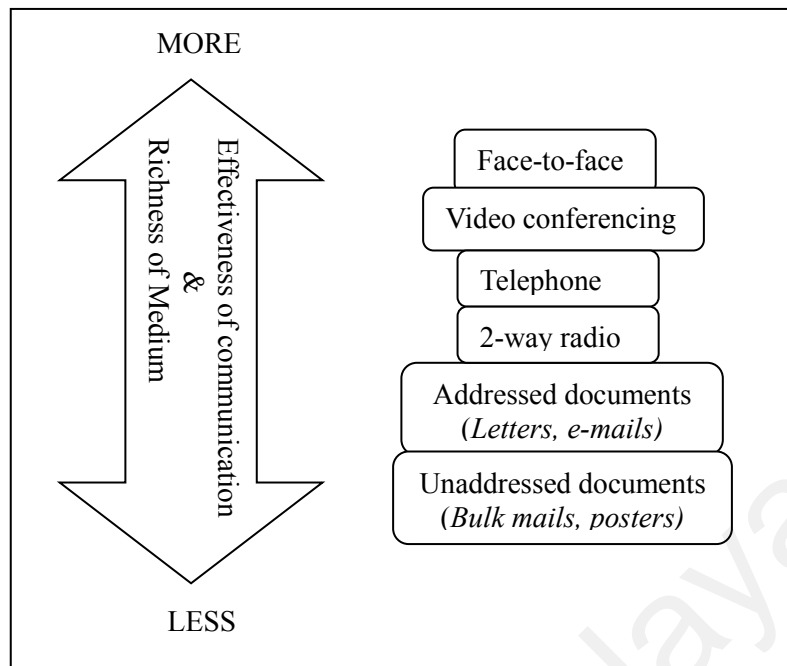 MORE
Effectiveness of communication
&
Richness of Medium
Face-to-face
Video conferencing
Telephone
2-way radio
Addressed documents
(Letters, e-mails)
Unaddressed documents
(Bulk mails, posters)
LESS